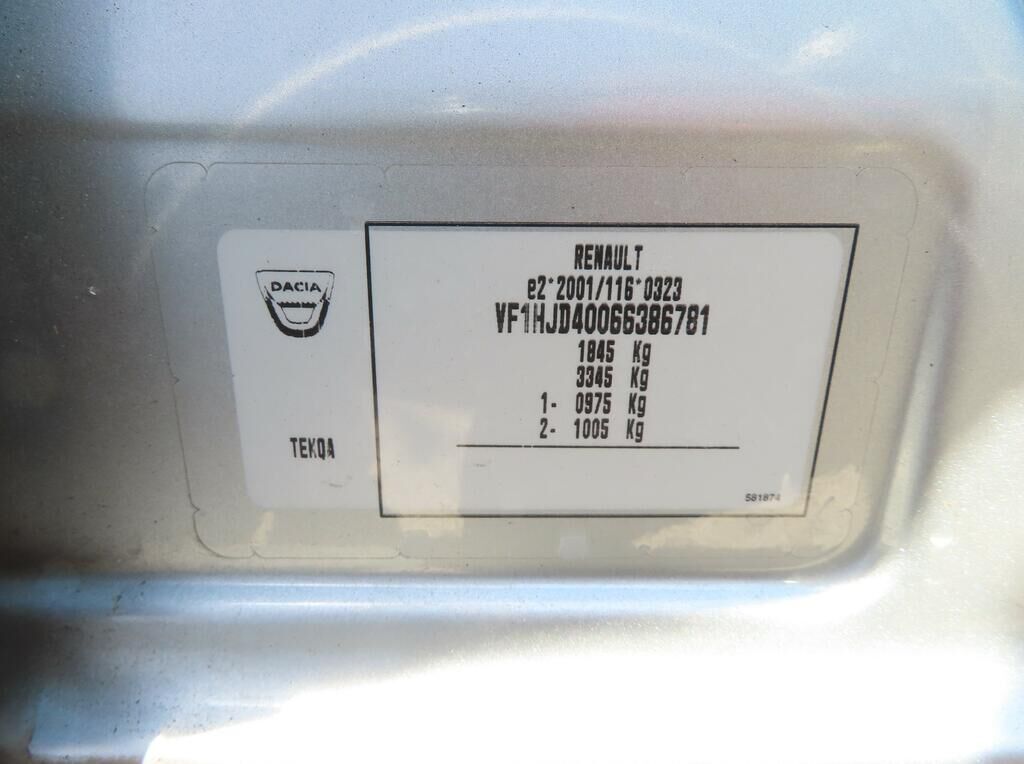 DACIA
TEKQA
RENAULT
e2*2001/116*0323
VF1HJD40066386781
1845 Kg
3345 Kg
1- 0975 Kg
2- 1005 Kg
581874